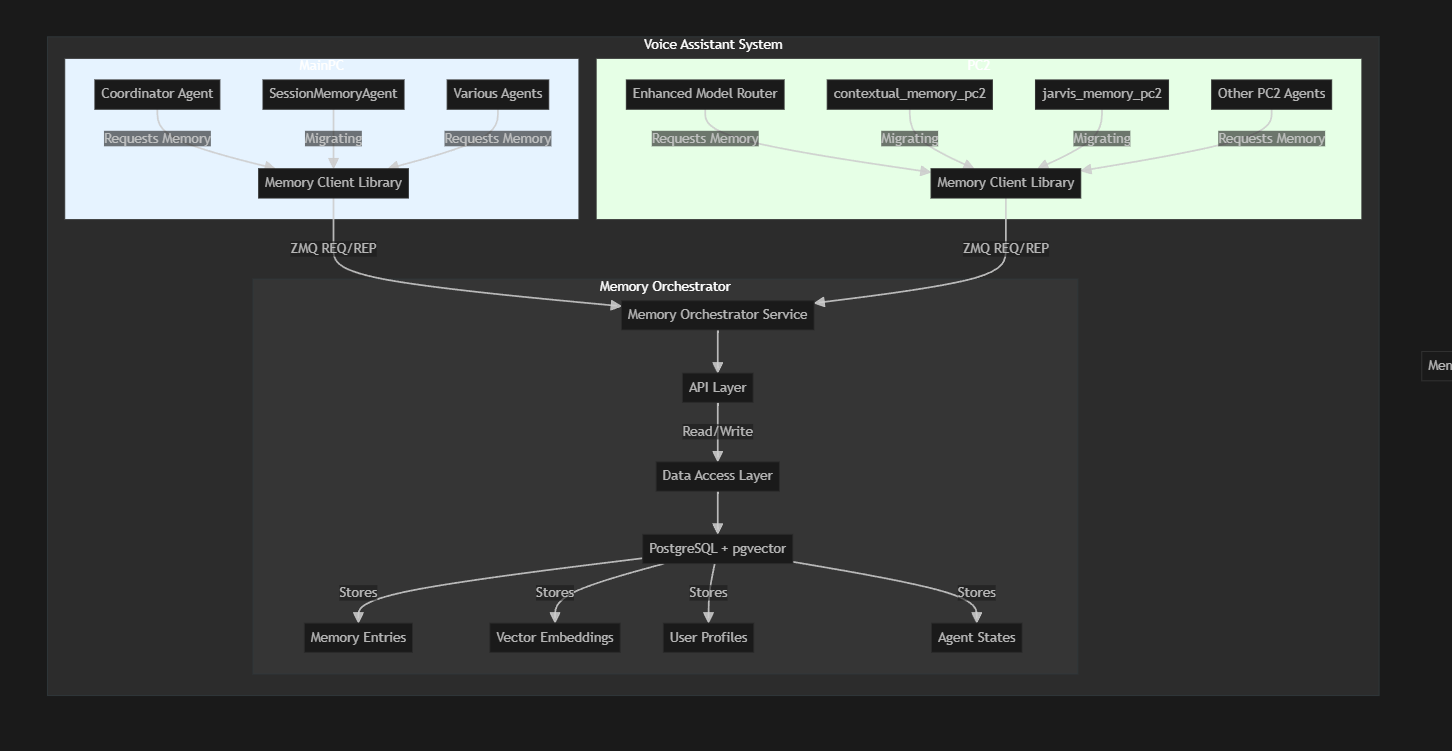 Voice Assistant System
MainPC
PC2
Coordinator Agent
SessionMemoryAgent
Various Agents
Enhanced Model Router
contextual_memory_pc2
jarvis_memory_pc2
Other PC2 Agents
Requests Memory
Migrating
Requests Memory
Requests Memory
Migrating
Migrating
Requests Memory
Memory Client Library
Memory Client Library
ZMQ REQ/REP
ZMQ REQ/REP
Memory Orchestrator
Memory Orchestrator Service
API Layer
Read/Write
Data Access Layer
PostgreSQL + pgvector
Stores
Stores
Stores
Stores
Memory Entries
Vector Embeddings
User Profiles
Agent States